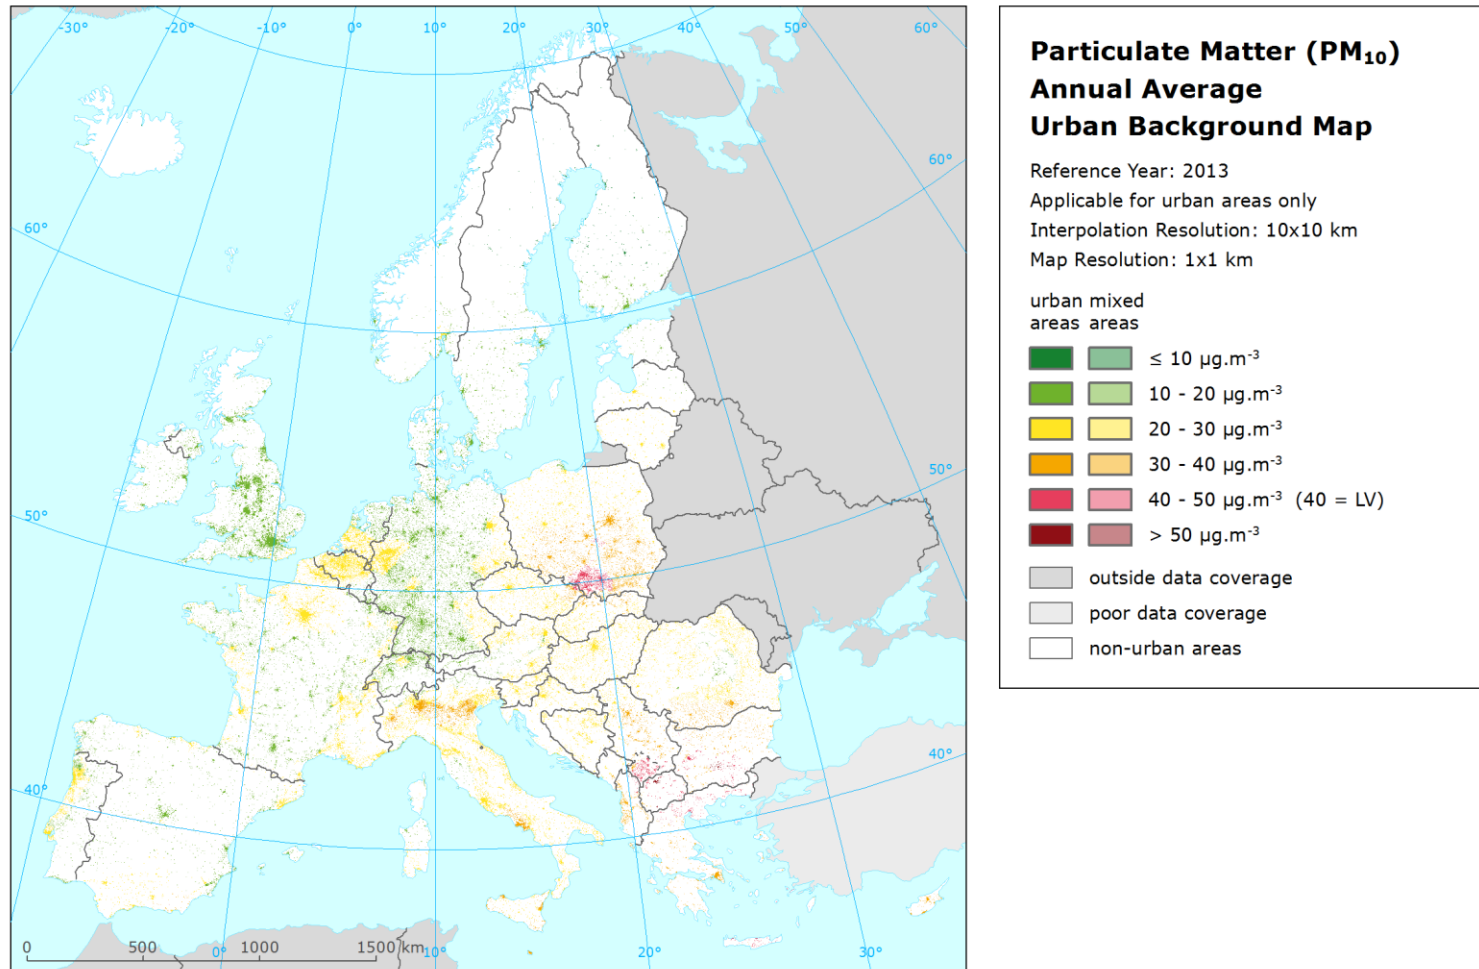 -30° -20° -10° 0° 10° 20° 30° 40° 50° 60°
60°
60°
50°
50°
40°
40°
0 500 1000 1500 km
0° 10° 20° 30°
Particulate Matter (PM₁₀)
Annual Average
Urban Background Map
Reference Year: 2013
Applicable for urban areas only
Interpolation Resolution: 10x10 km
Map Resolution: 1x1 km
urban mixed
areas areas
≤ 10 µg.m⁻³
10 - 20 µg.m⁻³
20 - 30 µg.m⁻³
30 - 40 µg.m⁻³
40 - 50 µg.m⁻³ (40 = LV)
> 50 µg.m⁻³
outside data coverage
poor data coverage
non-urban areas